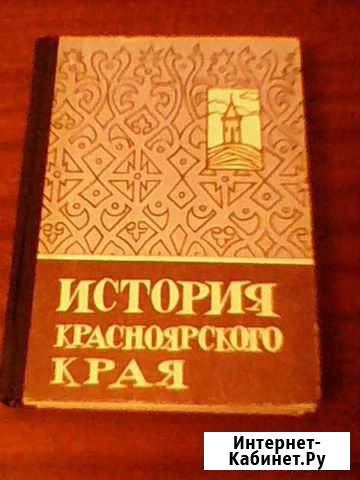 ИСТОРИЯ
КРАСНОЯРСКОГО
КРАЯ
Интернет-
Кабинет.Ру